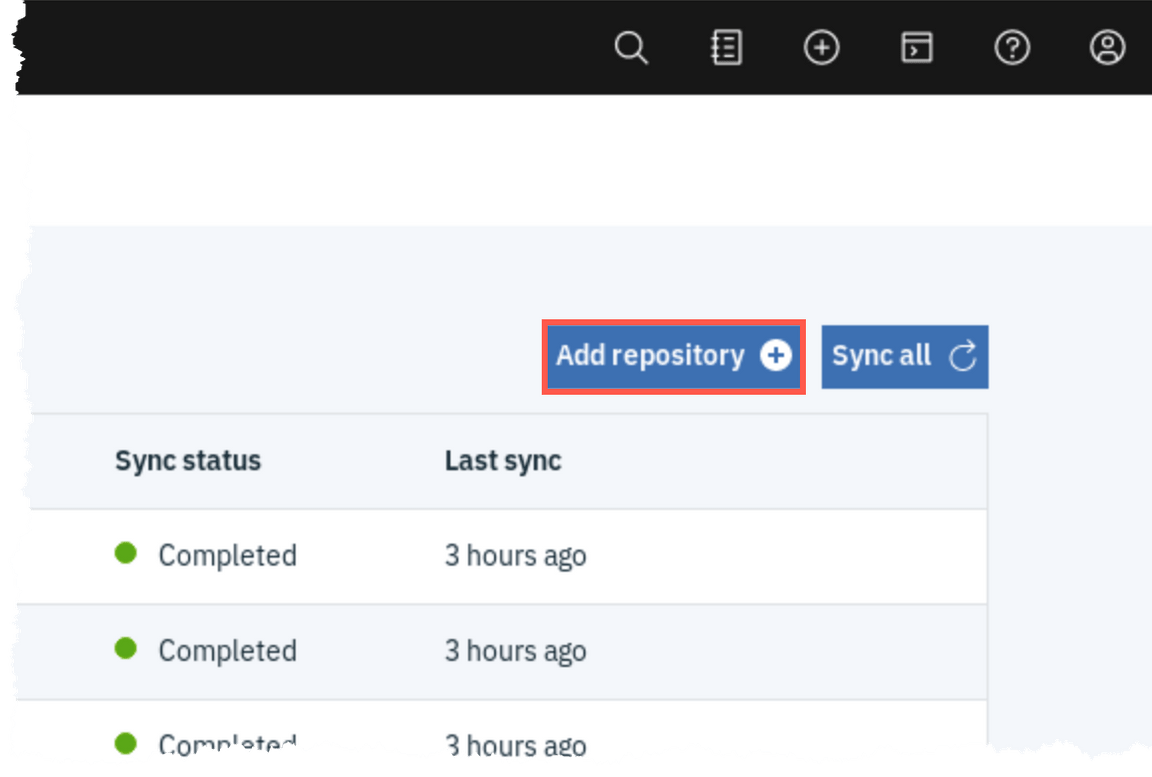 Add repository
Sync all
Sync status Last sync
Completed 3 hours ago
Completed 3 hours ago
Completed 3 hours ago